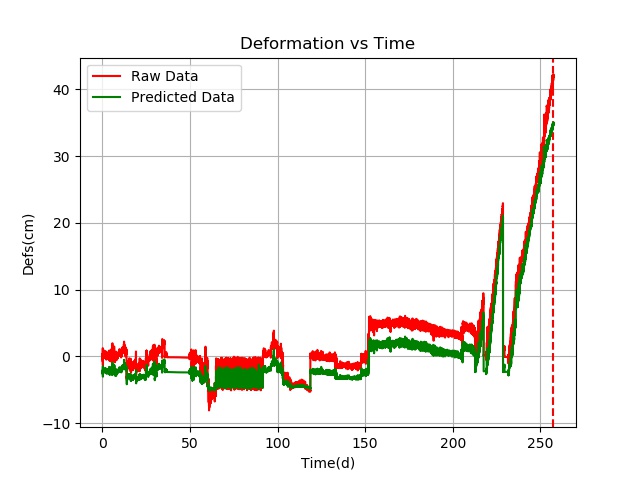 Deformation vs Time
Raw Data
Predicted Data
40
30
20
10
0
−10
Defs(cm)
0 50 100 150 200 250
Time(d)